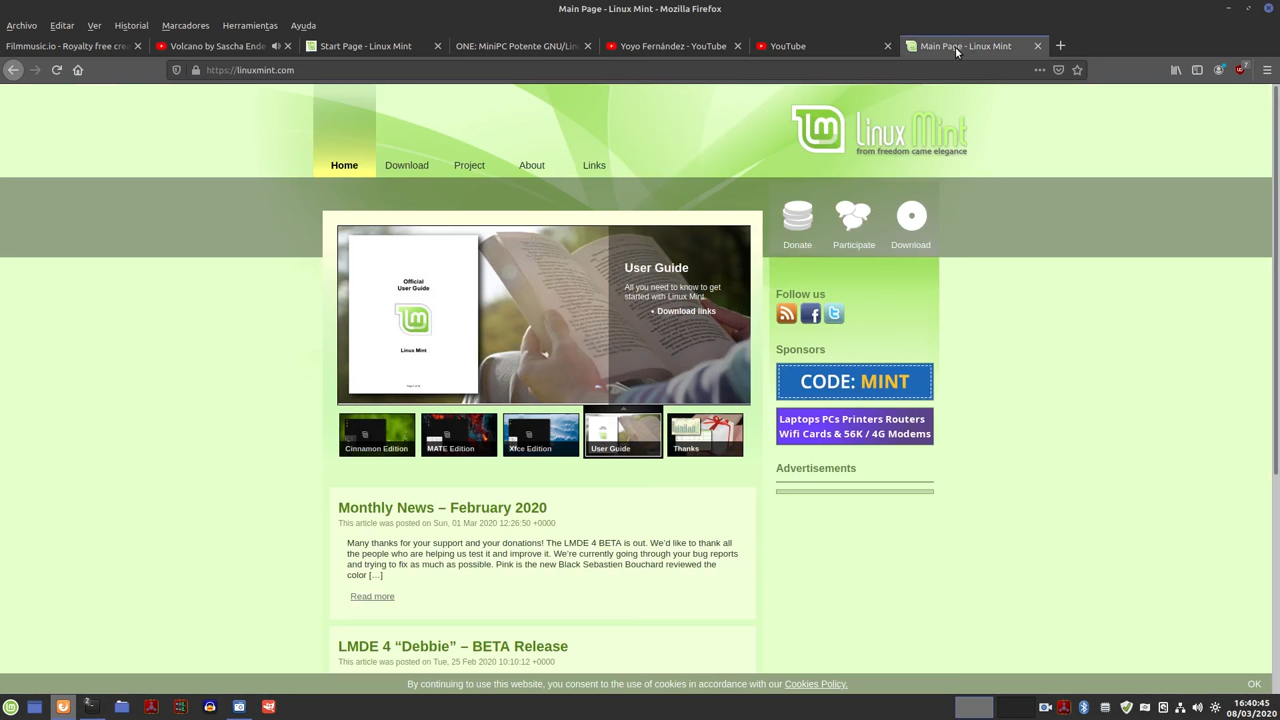 Main Page - Linux Mint - Mozilla Firefox
Archivo Editar Ver Historial Marcadores Herramientas Ayuda
Filmmusic.io - Royalty free cre
Volcano by Sascha Ende
Start Page - Linux Mint
ONE: MiniPC Potente GNU/Lin
Yoyo Fernández - YouTube
YouTube
Main Page - Linux Mint
https://linuxmint.com
Linux Mint
from freedom came elegance
Home Download Project About Links
Donate Participate Download
Official
User Guide
Linux Mint
User Guide
All you need to know to get
started with Linux Mint.
• Download links
Cinnamon Edition
MATE Edition
Xfce Edition
User Guide
Thanks
Follow us
Sponsors
CODE: MINT
Laptops PCs Printers Routers
Wifi Cards & 56K / 4G Modems
Advertisements
Monthly News – February 2020
This article was posted on Sun, 01 Mar 2020 12:26:50 +0000
Many thanks for your support and your donations! The LMDE 4 BETA is out. We’d like to thank all
the people who are helping us test it and improve it. We’re currently going through your bug reports
and trying to fix as much as possible. Pink is the new Black Sebastien Bouchard reviewed the
color […]
Read more
LMDE 4 “Debbie” – BETA Release
This article was posted on Tue, 25 Feb 2020 10:10:12 +0000
By continuing to use this website, you consent to the use of cookies in accordance with our Cookies Policy.
OK
16:40:45
08/03/2020